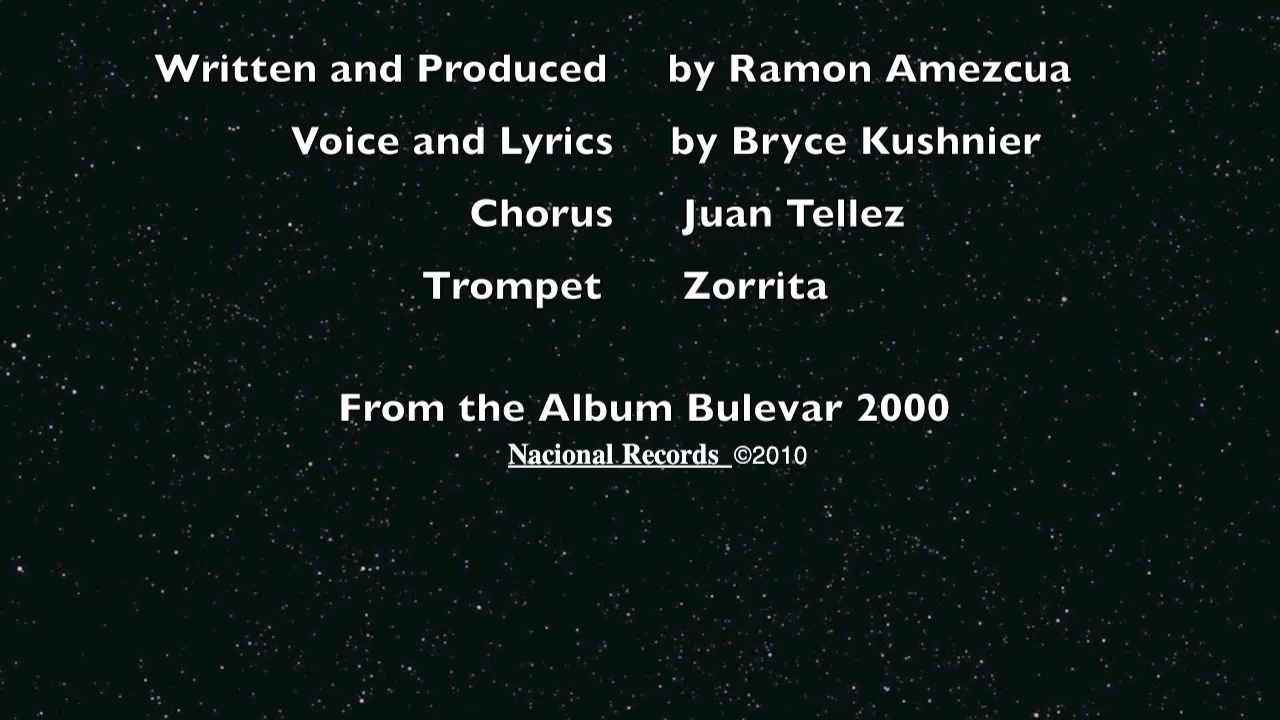 Written and Produced by Ramon Amezcua
Voice and Lyrics by Bryce Kushnier
Chorus Juan Tellez
Trompet Zorrita
From the Album Bulevar 2000
Nacional Records ©2010